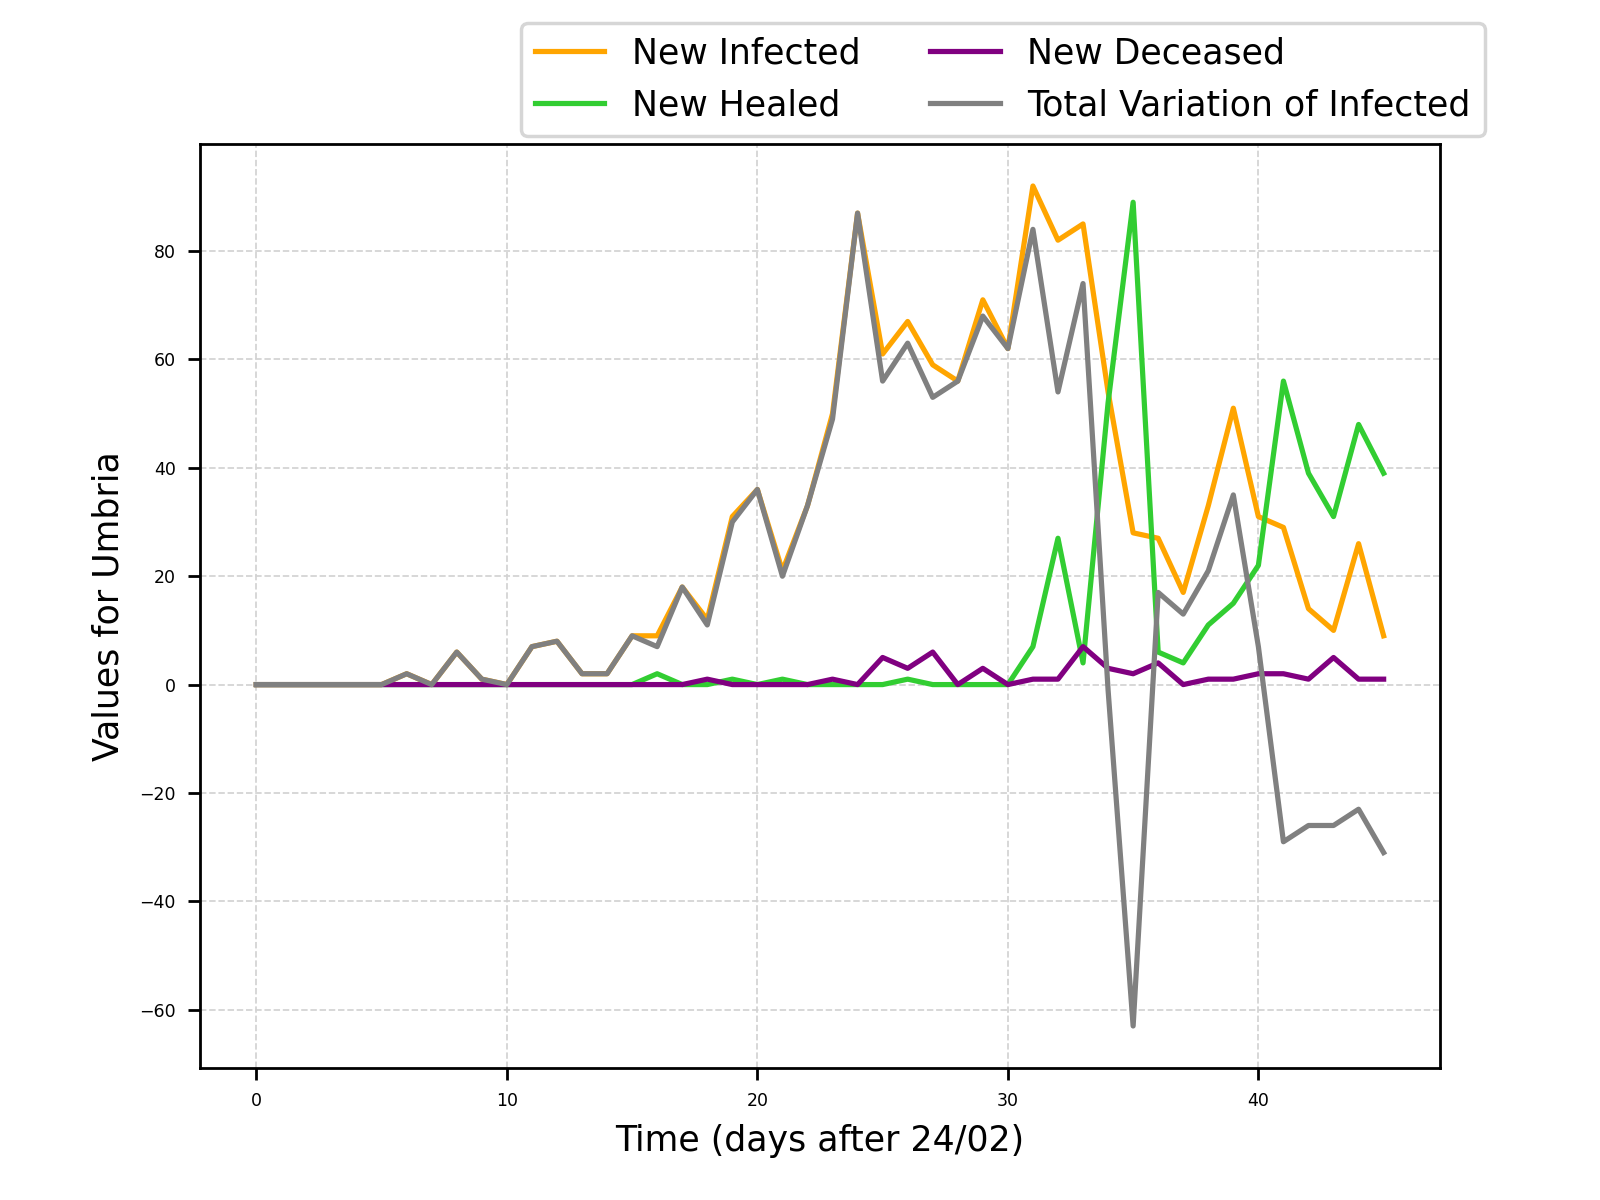 New Infected
New Healed
New Deceased
Total Variation of Infected
Values for Umbria
80
60
40
20
0
−20
−40
−60
0 10 20 30 40
Time (days after 24/02)